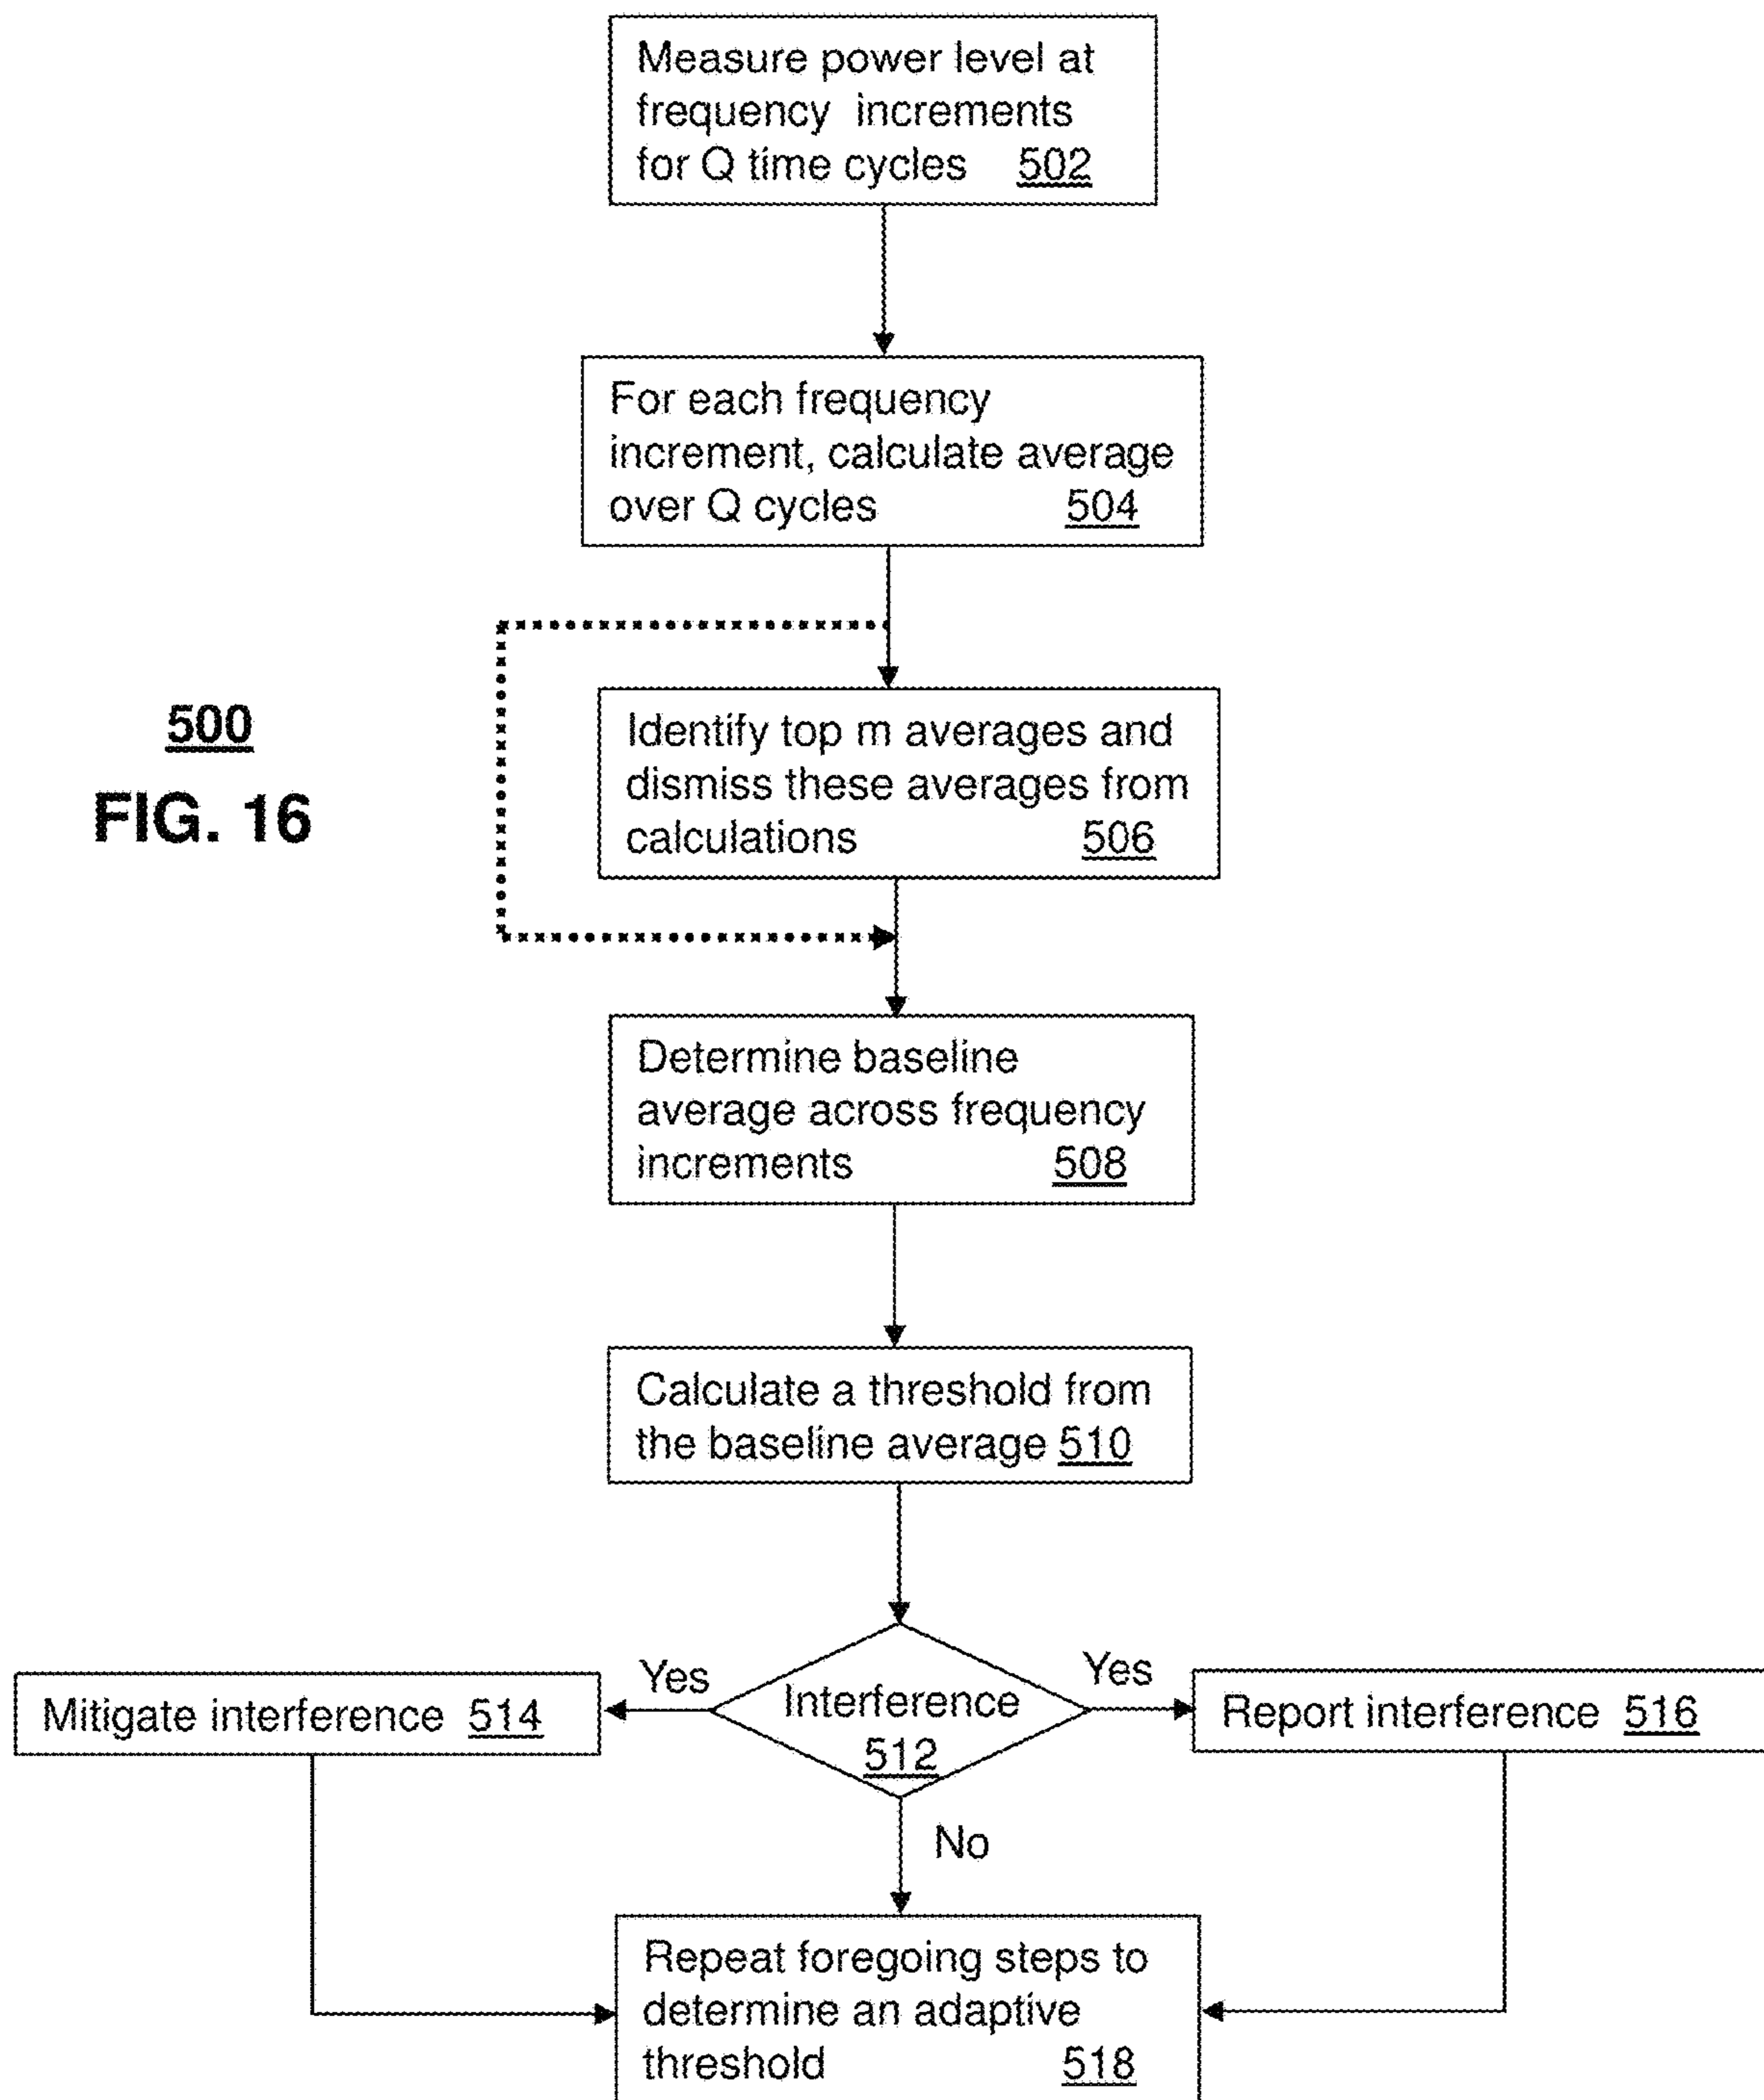 Measure power level at
frequency increments
for Q time cycles 502
For each frequency
increment, calculate average
over Q cycles 504
500
FIG. 16
Identify top m averages and
dismiss these averages from
calculations 506
Determine baseline
average across frequency
increments 508
Calculate a threshold from
the baseline average 510
Yes
Yes
Mitigate interference 514
Interference
512
Report interference 516
No
Repeat foregoing steps to
determine an adaptive
threshold 518